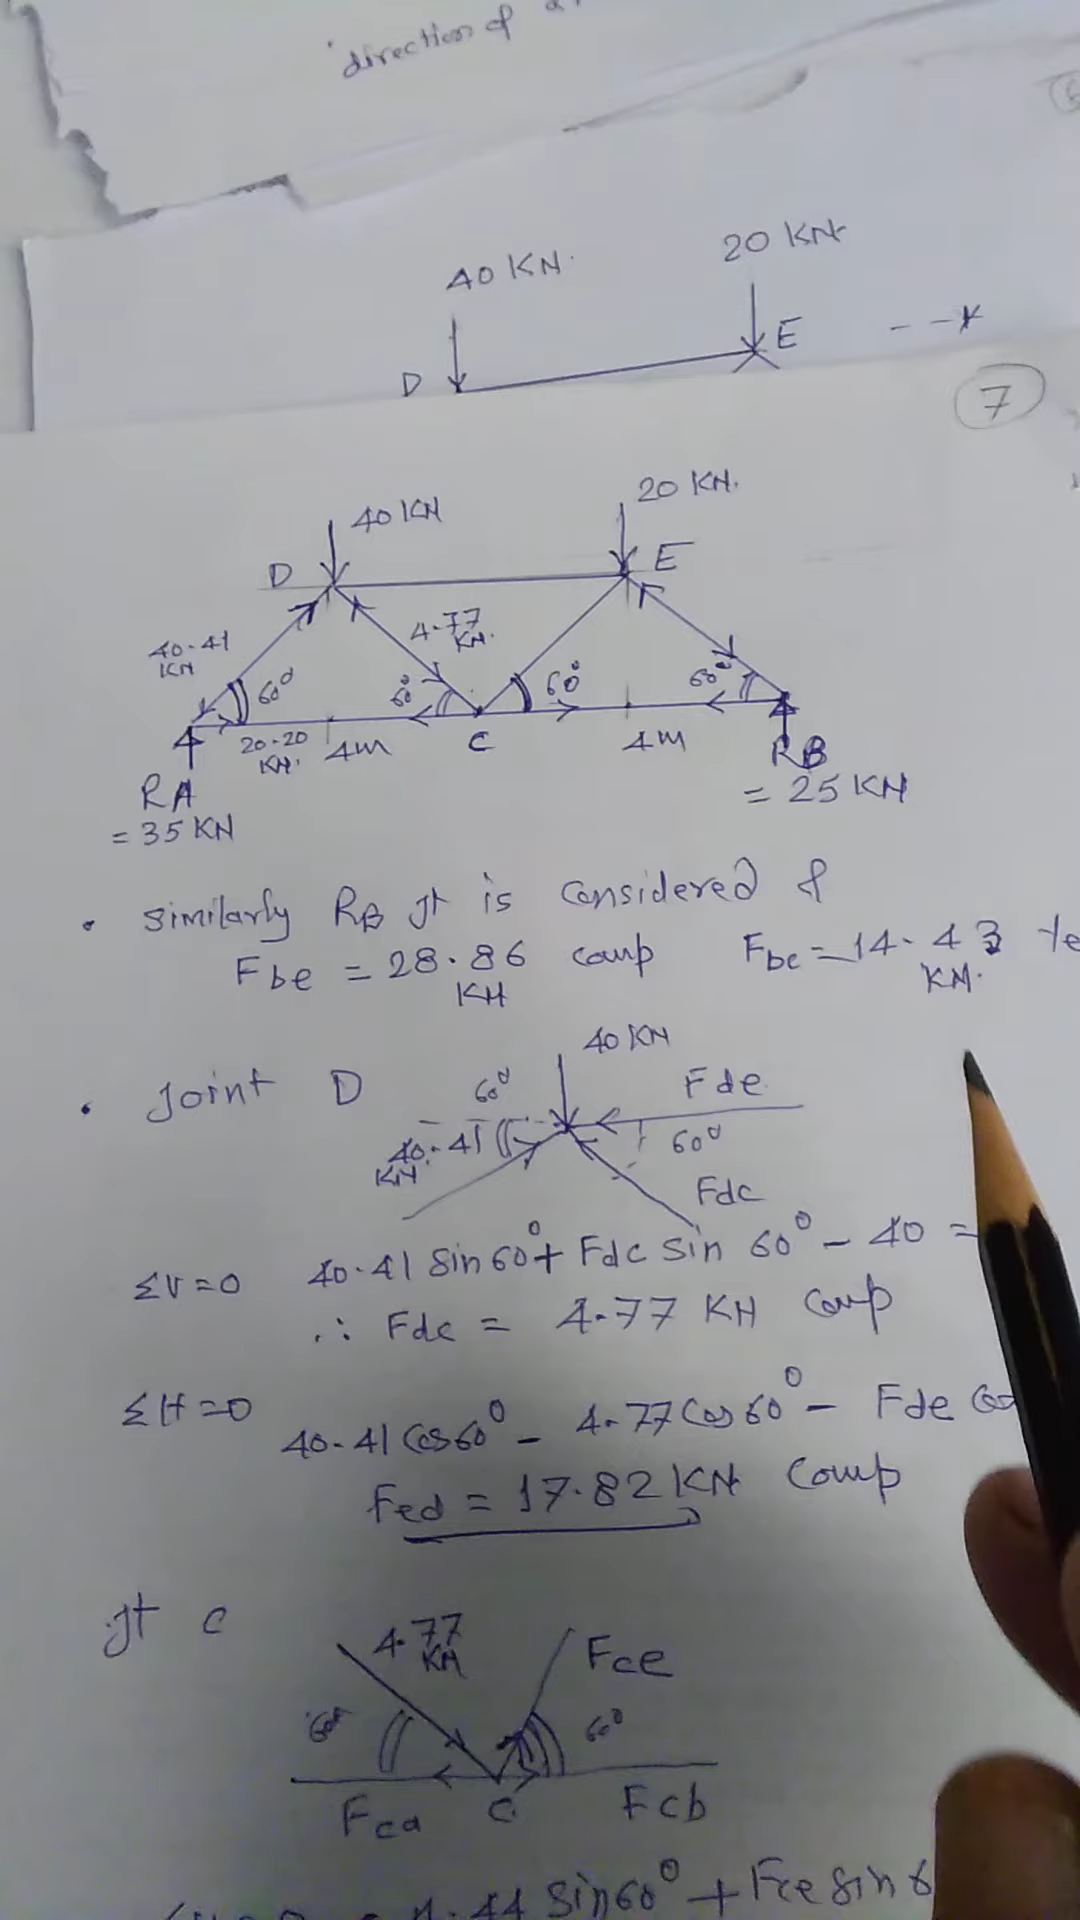 direction of
40 KN.
20 KN
D
E
7
40 KN
20 KN.
D
E
40.41
KN
4.77
KN.
60°
60°
60°
60°
20.20
KN.
4m
C
4m
RA
= 35 KN
RB
= 25 KN
• Similarly RB Jt is considered &
Fbe = 28.86 comp Fbc = 14.43
KN KN.
• Joint D
40 KN
60°
Fde
40.41
KN
60°
Fdc
ΣV=0 40.41 Sin 60° + Fdc Sin 60° - 40 =
∴ Fdc = 4.77 KN comp
ΣH=0 40.41 Cos 60° - 4.77 Cos 60° - Fde Cos
Fed = 17.82 KN comp
Jt C
4.77
KN
Fce
60°
60°
Fca
C
Fcb
4.44 Sin 60° + Fce Sin 6